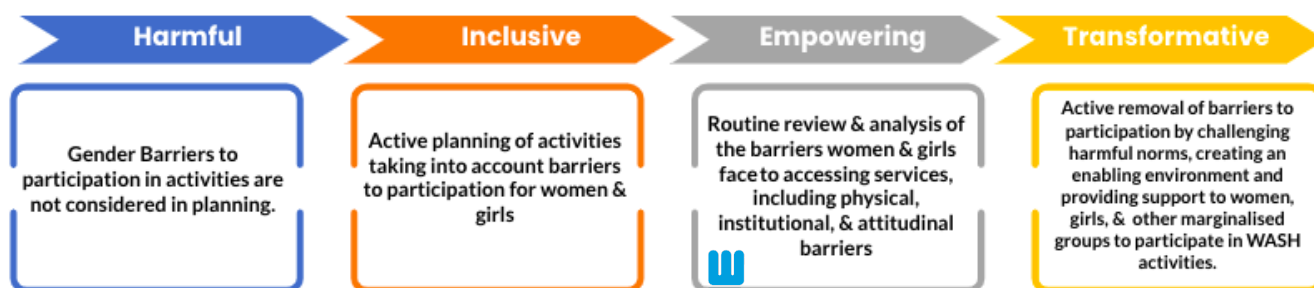 Harmful
Inclusive
Empowering
Transformative
Gender Barriers to
participation in activities are
not considered in planning.
Active planning of activities
taking into account barriers
to participation for women &
girls
Routine review & analysis of
the barriers women & girls
face to accessing services,
including physical,
institutional, & attitudinal
barriers
Active removal of barriers to
participation by challenging
harmful norms, creating an
enabling environment and
providing support to women,
girls, & other marginalised
groups to participate in WASH
activities.